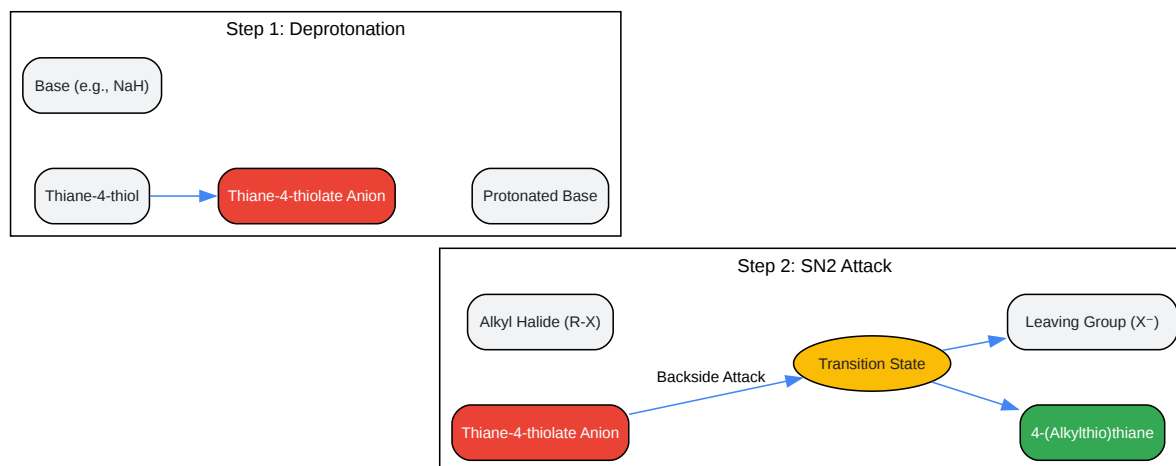 Step 1: Deprotonation
Base (e.g., NaH)
Thiane-4-thiol
Thiane-4-thiolate Anion
Protonated Base
Step 2: SN2 Attack
Alkyl Halide (R-X)
Leaving Group (X⁻)
Transition State
Backside Attack
Thiane-4-thiolate Anion
4-(Alkylthio)thiane